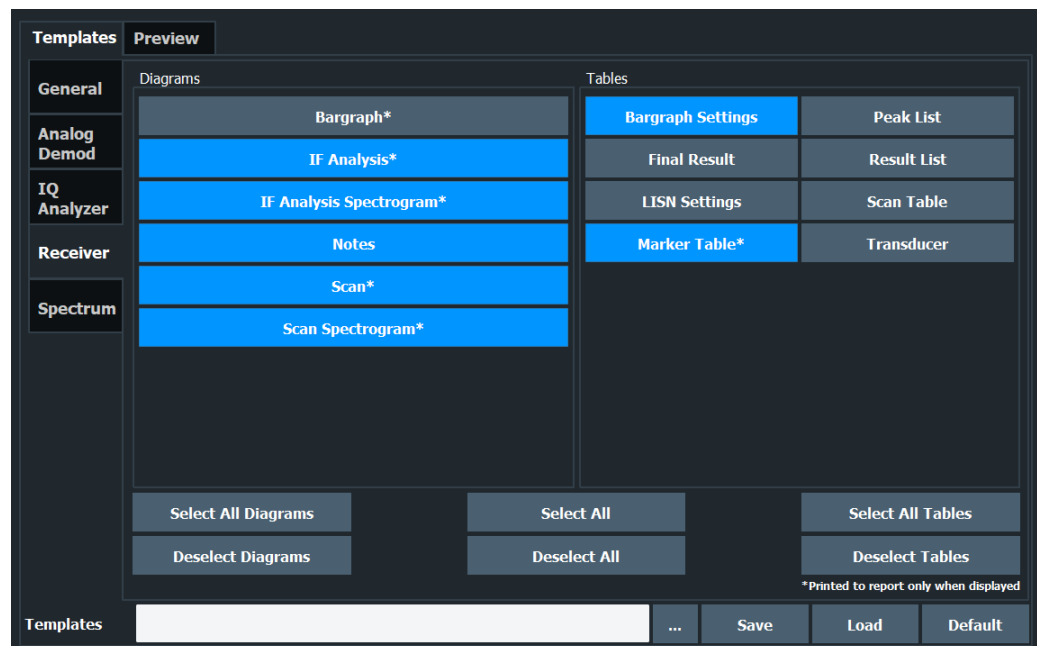 Templates Preview
General
Analog
Demod
IQ
Analyzer
Receiver
Spectrum
Diagrams
Bargraph*
IF Analysis*
IF Analysis Spectrogram*
Notes
Scan*
Scan Spectrogram*
Tables
Bargraph Settings Peak List
Final Result Result List
LISN Settings Scan Table
Marker Table* Transducer
Select All Diagrams Select All Select All Tables
Deselect Diagrams Deselect All Deselect Tables
*Printed to report only when displayed
Templates ... Save Load Default